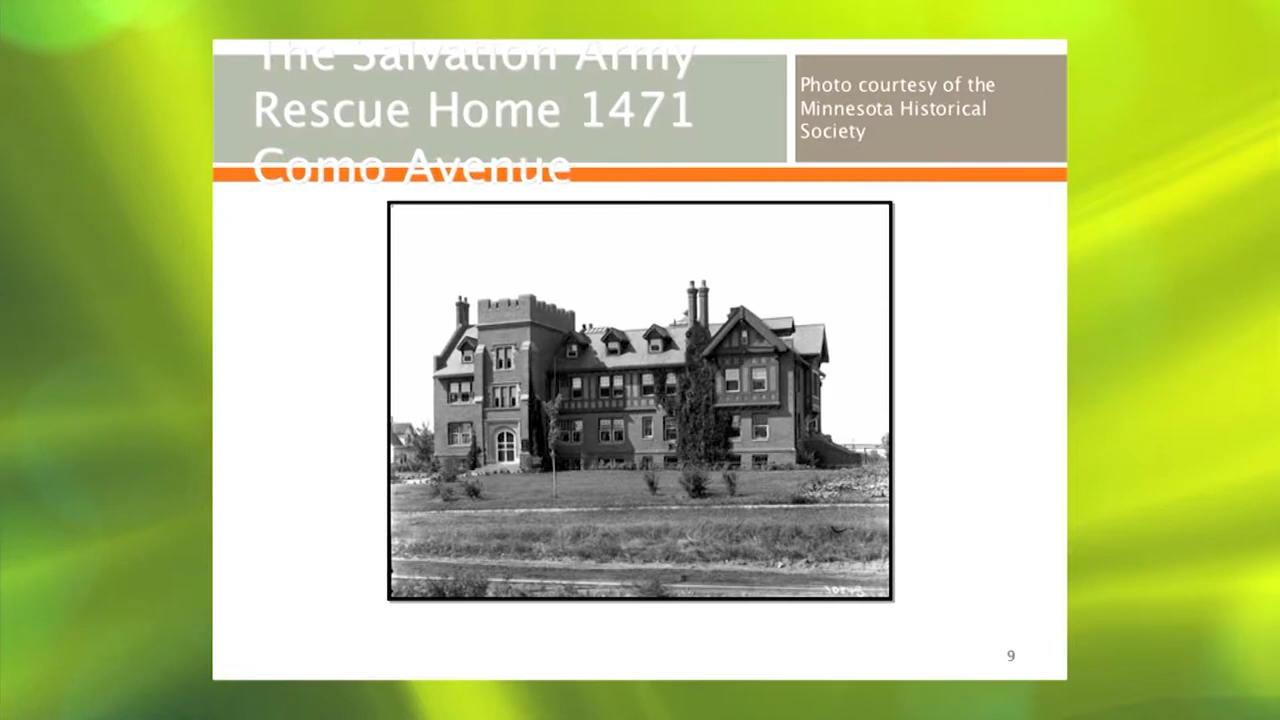 The Salvation Army
Rescue Home 1471
Como Avenue
Photo courtesy of the
Minnesota Historical
Society
9